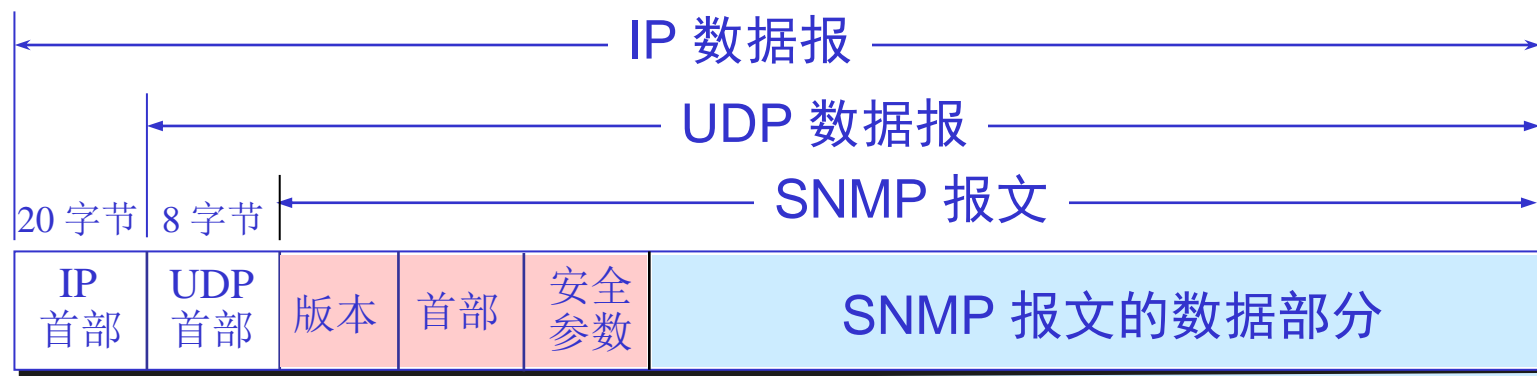 IP 数据报
UDP 数据报
SNMP 报文
20 字节
8 字节
IP
首部
UDP
首部
版本
首部
安全
参数
SNMP 报文的数据部分